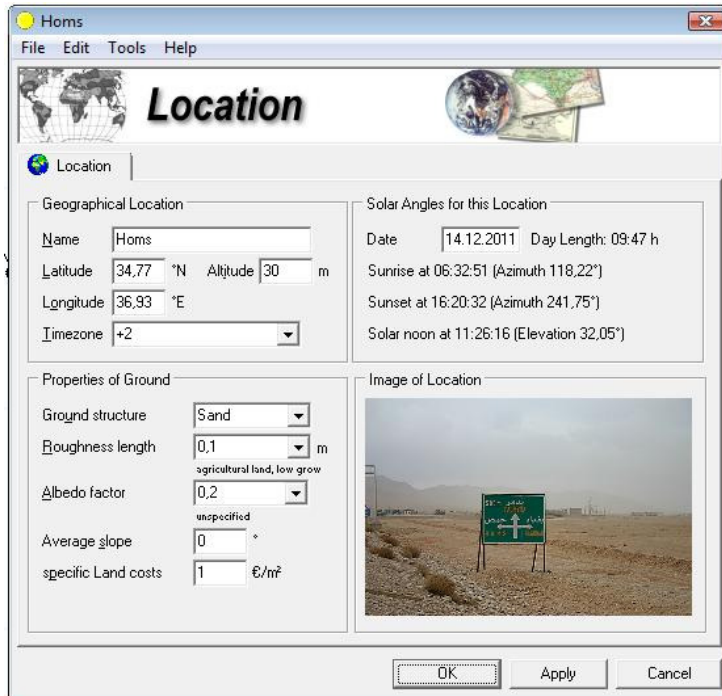 Homs
File Edit Tools Help
Location
Location
Geographical Location
Name Homs
Latitude 34,77 °N Altitude 30 m
Longitude 36,93 °E
Timezone +2
Solar Angles for this Location
Date 14.12.2011 Day Length: 09:47 h
Sunrise at 06:32:51 (Azimuth 118,22°)
Sunset at 16:20:32 (Azimuth 241,75°)
Solar noon at 11:26:16 (Elevation 32,05°)
Properties of Ground
Ground structure Sand
Roughness length 0,1 m
agricultural land, low grow
Albedo factor 0,2
unspecified
Average slope 0 °
specific Land costs 1 €/m²
Image of Location
تدمر
حمص بغداد
OK Apply Cancel